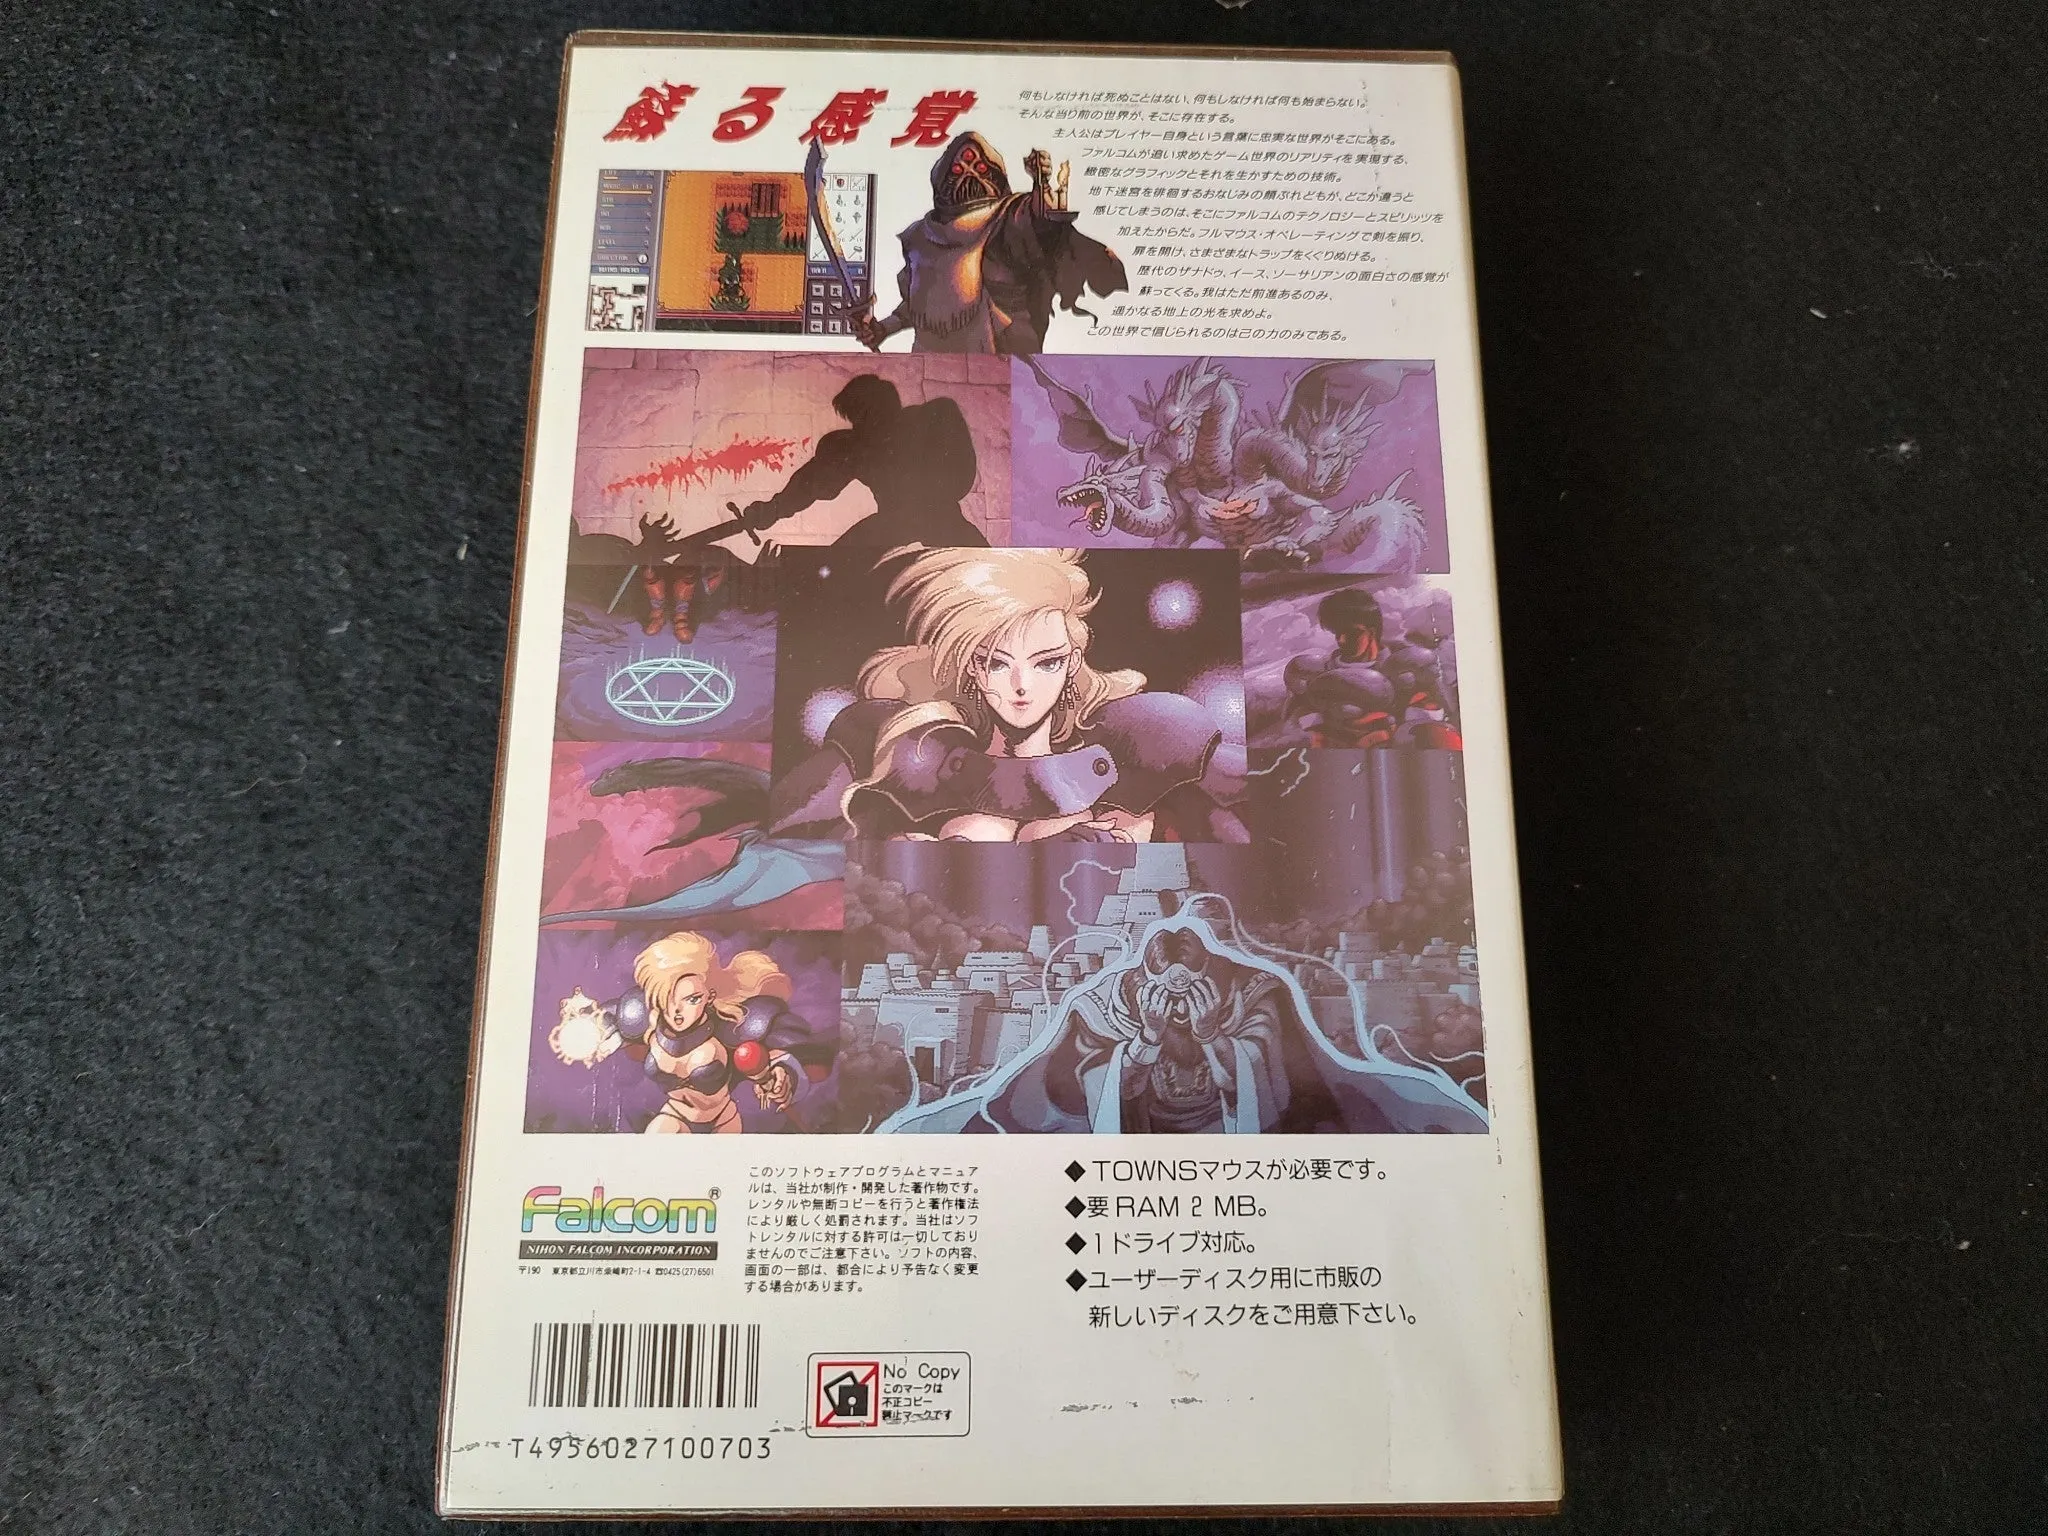 蘇る感覚
何もしなければ死ぬことはない、何もしなければ何も始まらない。
そんな当り前の世界が、そこに存在する。
主人公はプレイヤー自身という言葉に忠実な世界がそこにある。
ファルコムが追い求めたゲーム世界のリアリティを実現する、
緻密なグラフィックとそれを生かすための技術。
地下迷宮を徘徊するおなじみの顔ぶれどもが、どこか違うと
感じてしまうのは、そこにファルコムのテクノロジーとスピリッツを
加えたからだ。フルマウス・オペレーティングで剣を振り、
扉を開け、さまざまなトラップをくぐりぬける。
歴代のザナドゥ、イース、ソーサリアンの面白さの感覚が
蘇ってくる。我はただ前進あるのみ、
遥かなる地上の光を求めよ。
この世界で信じられるのは己の力のみである。
Falcom®
NIHON FALCOM INCORPORATION
〒190 東京都立川市柴崎町2-1-4 ☎0425(27)6501
このソフトウェアプログラムとマニュア
ルは、当社が制作・開発した著作物です。
レンタルや無断コピーを行うと著作権法
により厳しく処罰されます。当社はソフ
トレンタルに対する許可は一切しており
ませんのでご注意下さい。ソフトの内容、
画面の一部は、都合により予告なく変更
する場合があります。
◆TOWNSマウスが必要です。
◆要RAM 2 MB。
◆1ドライブ対応。
◆ユーザーディスク用に市販の
新しいディスクをご用意下さい。
No Copy
このマークは
不正コピー
禁止マークです
T4956027100703